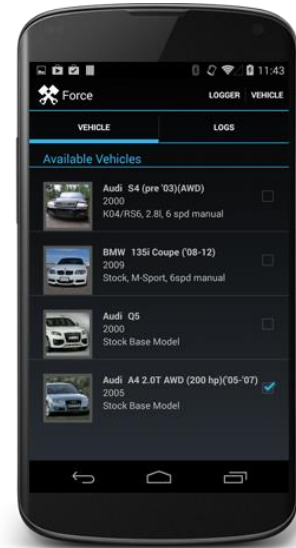 11:43
Force
LOGGER VEHICLE
VEHICLE LOGS
Available Vehicles
Audi S4 (pre '03)(AWD)
2000
K04/RS6, 2.8l, 6 spd manual
BMW 135i Coupe ('08-12)
2009
Stock, M-Sport, 6spd manual
Audi Q5
2000
Stock Base Model
Audi A4 2.0T AWD (200 hp)('05-'07)
2005
Stock Base Model